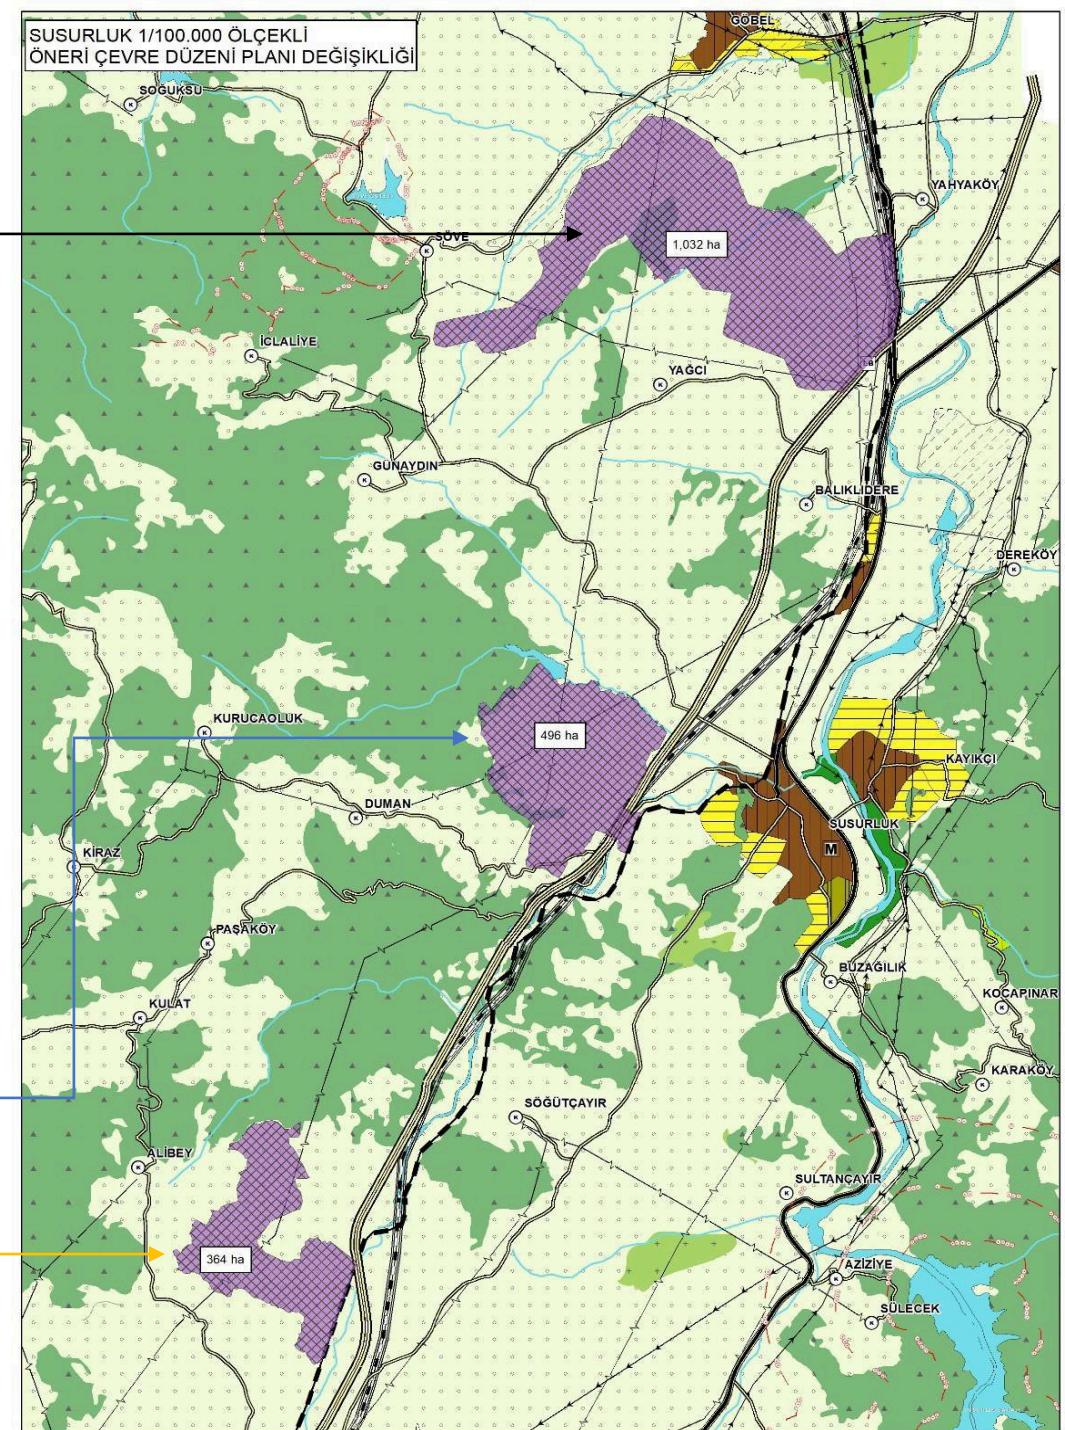 SUSURLUK 1/100.000 ÖLÇEKLİ
ÖNERİ ÇEVRE DÜZENİ PLANI DEĞİŞİKLİĞİ
GÖBEL
SOĞUKSU
K
YAHYAKÖY
K
SÖVE
K
1,032 ha
İCLALİYE
K
YAĞCI
K
GÜNAYDIN
K
BALIKLIDERE
K
DEREKÖY
K
KURUCAOLUK
K
496 ha
KAYIKÇI
DUMAN
K
SUSURLUK
M
KİRAZ
K
PAŞAKÖY
K
BUZAĞILIK
K
KULAT
K
KOCAPINAR
K
KARAKÖY
K
SÖĞÜTÇAYIR
K
ALİBEY
K
SULTANÇAYIR
K
364 ha
AZİZİYE
K
SÜLECEK
K